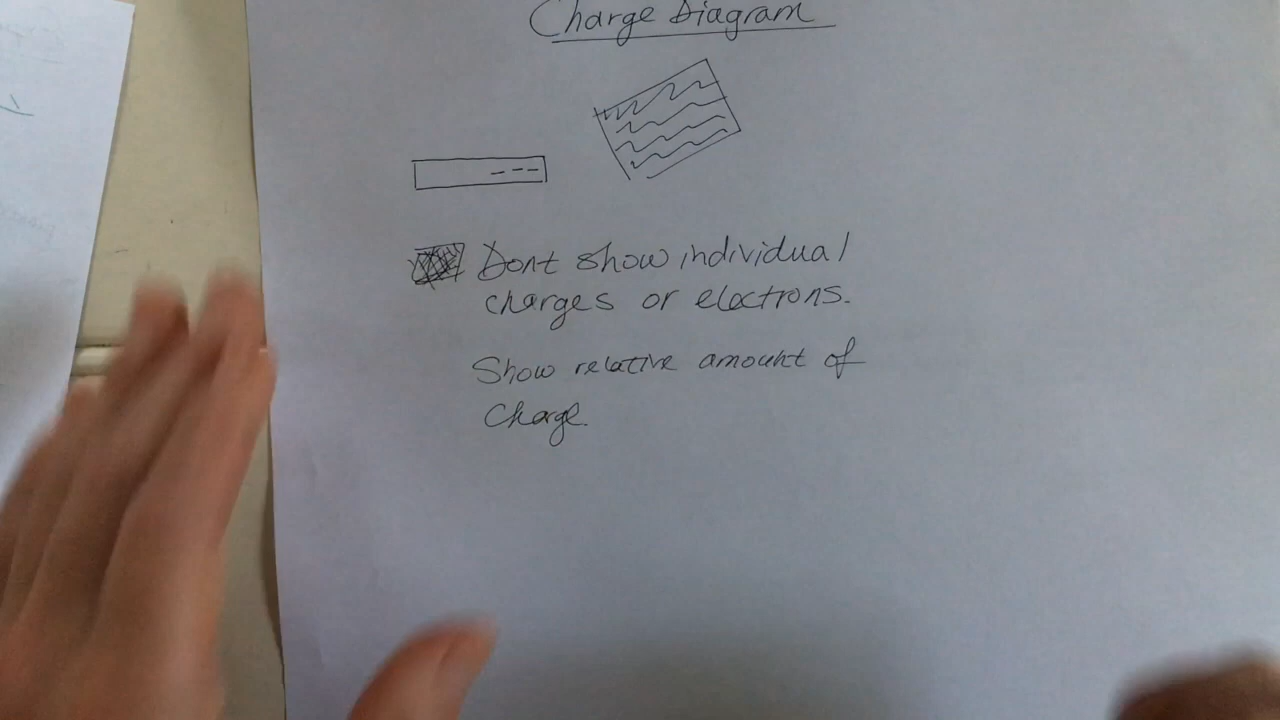 Charge Diagram
Dont show individual
charges or electrons.
Show relative amount of
Charge.